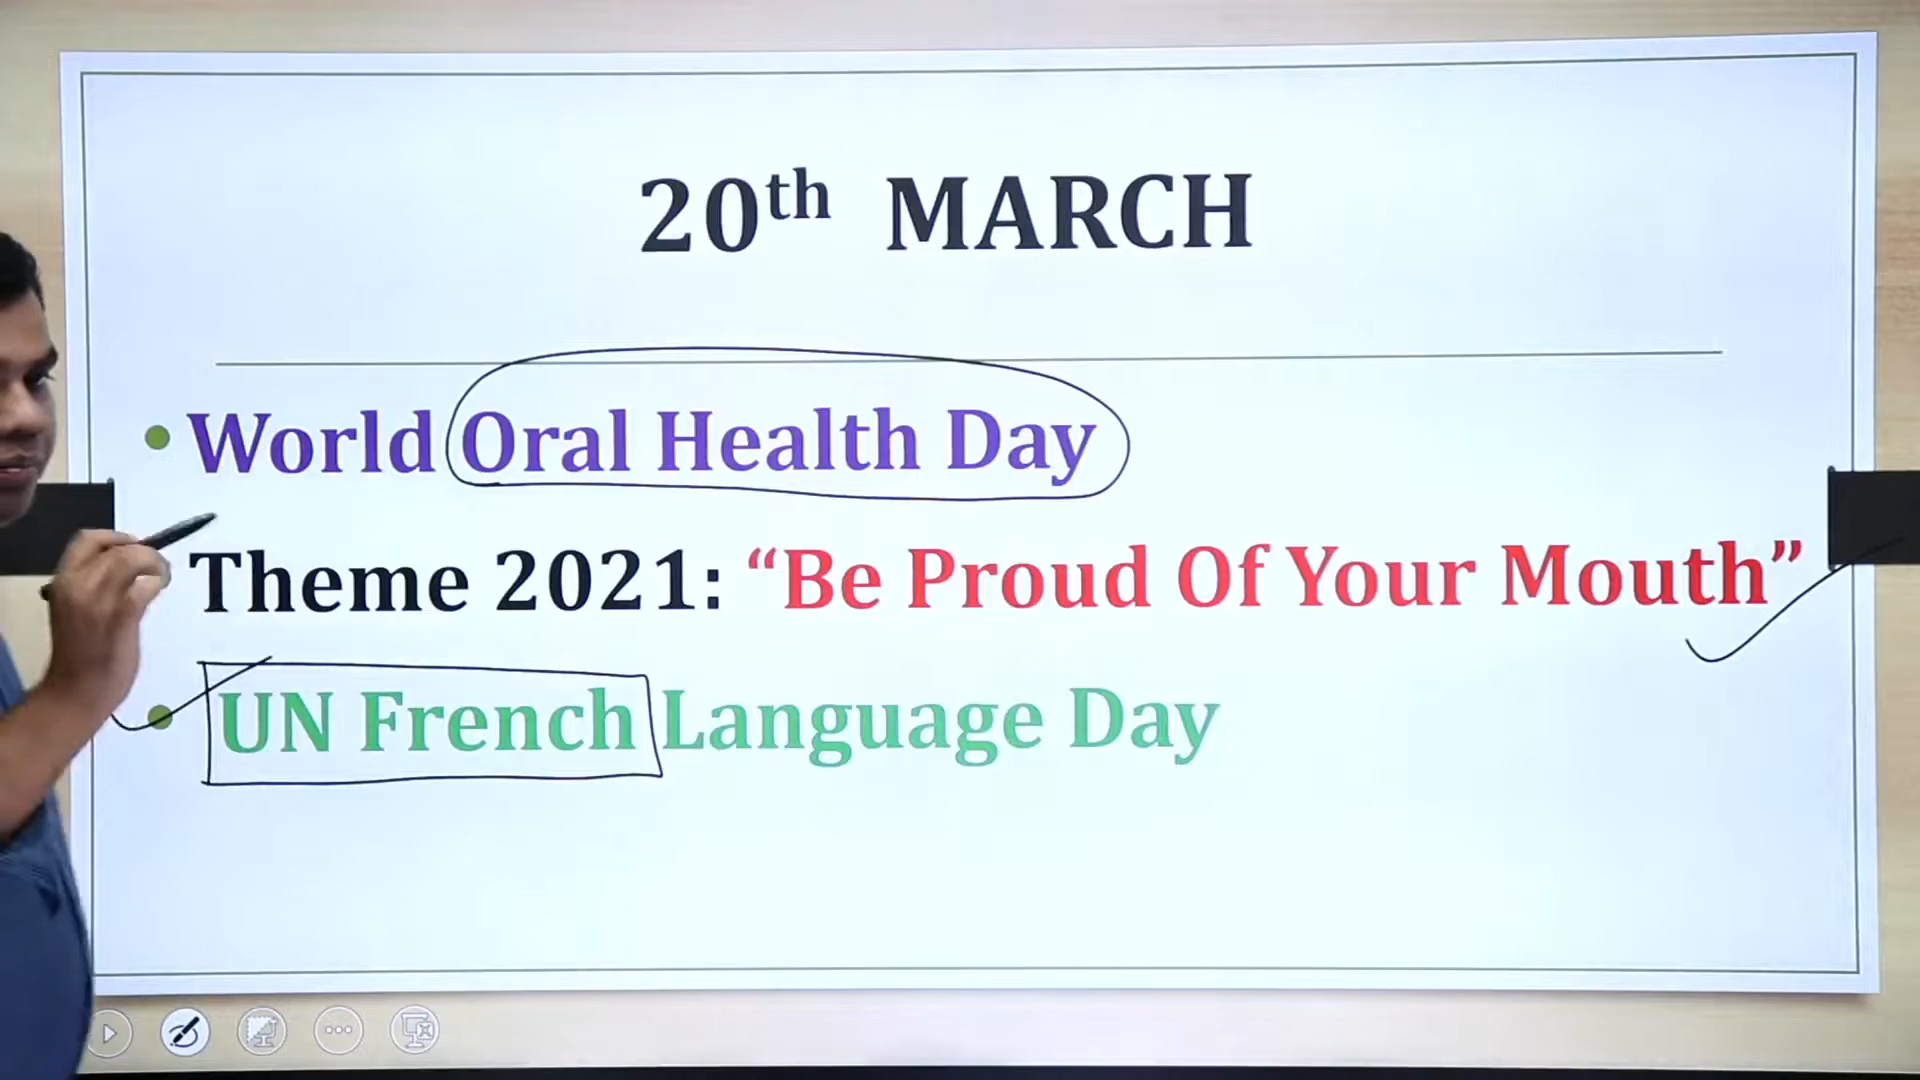 20th MARCH
• World Oral Health Day
Theme 2021: “Be Proud Of Your Mouth”
• UN French Language Day